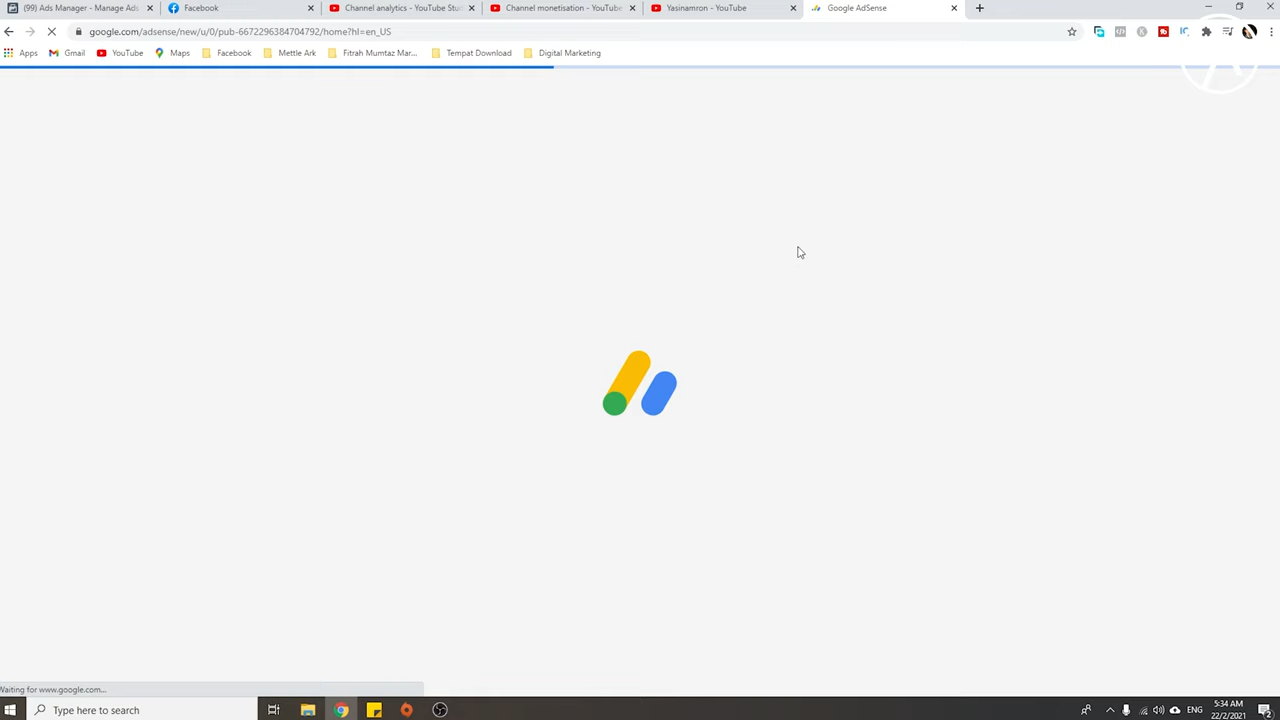 (99) Ads Manager - Manage Ads
Facebook
Channel analytics - YouTube Stu
Channel monetisation - YouTube
Yasinamron - YouTube
Google AdSense
google.com/adsense/new/u/0/pub-6672296384704792/home?hl=en_US
Apps
Gmail
YouTube
Maps
Facebook
Mettle Ark
Fitrah Mumtaz Mar...
Tempat Download
Digital Marketing
Waiting for www.google.com...
Type here to search
ENG
5:34 AM
22/2/2021